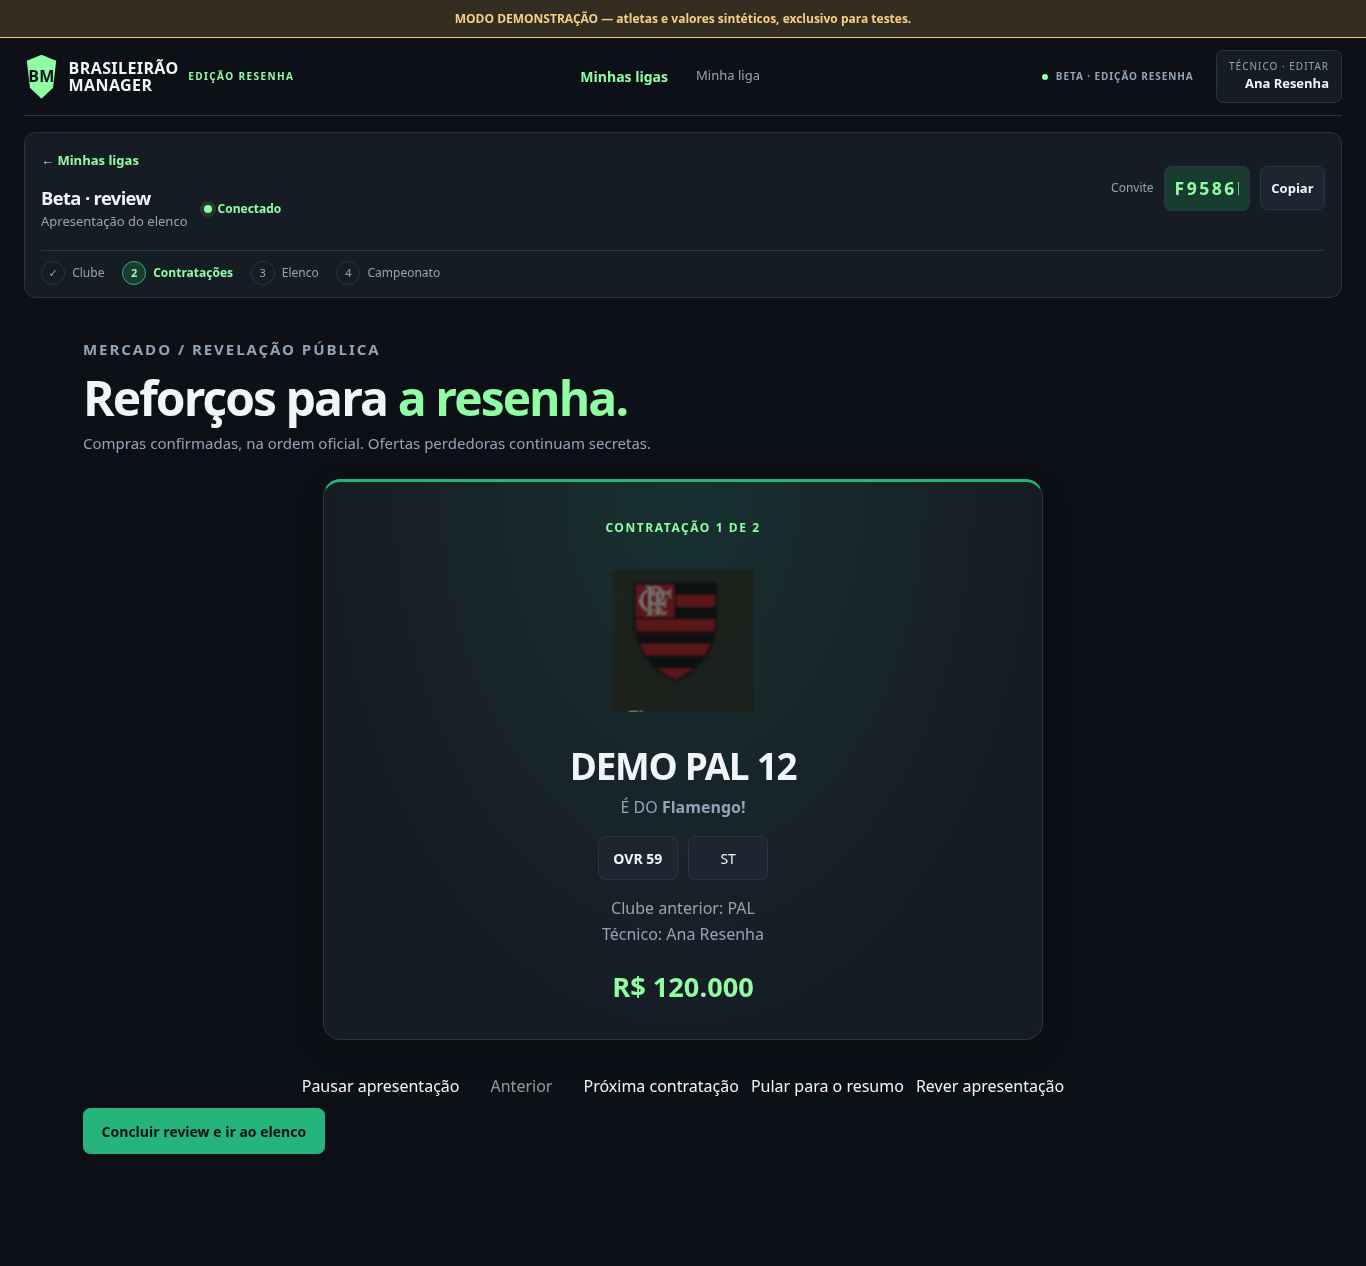 MODO DEMONSTRAÇÃO — atletas e valores sintéticos, exclusivo para testes.
BM
BRASILEIRÃO
MANAGER
EDIÇÃO RESENHA
Minhas ligas
Minha liga
BETA · EDIÇÃO RESENHA
TÉCNICO · EDITAR
Ana Resenha
← Minhas ligas
Beta · review
Apresentação do elenco
Conectado
Convite
F9586
Copiar
✓ Clube
2 Contratações
3 Elenco
4 Campeonato
MERCADO / REVELAÇÃO PÚBLICA
Reforços para a resenha.
Compras confirmadas, na ordem oficial. Ofertas perdedoras continuam secretas.
CONTRATAÇÃO 1 DE 2
DEMO PAL 12
É DO Flamengo!
OVR 59
ST
Clube anterior: PAL
Técnico: Ana Resenha
R$ 120.000
Pausar apresentação
Anterior
Próxima contratação
Pular para o resumo
Rever apresentação
Concluir review e ir ao elenco